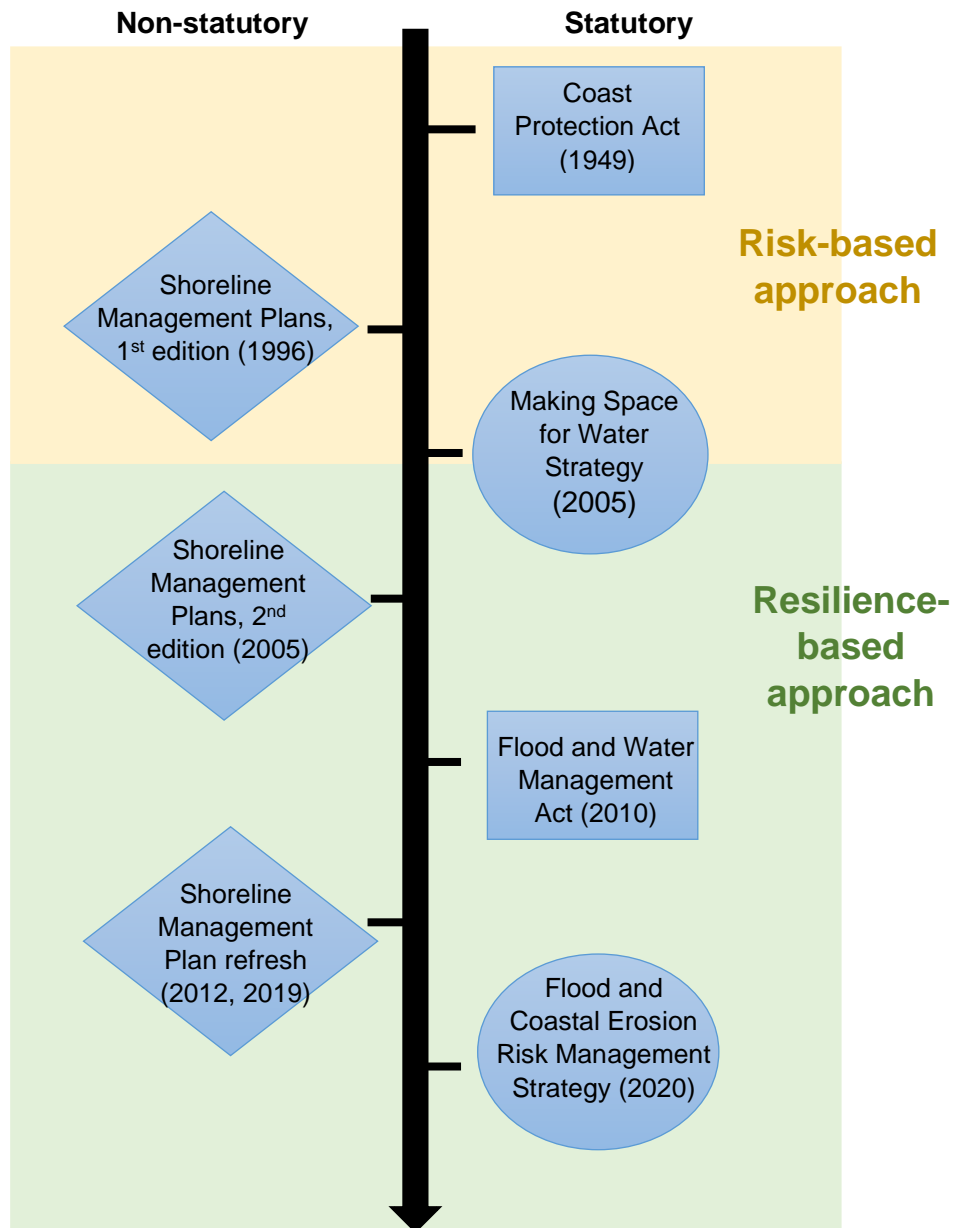 Non-statutory
Statutory
Coast
Protection Act
(1949)
Risk-based
approach
Shoreline
Management Plans,
1st edition (1996)
Making Space
for Water
Strategy
(2005)
Shoreline
Management
Plans, 2nd
edition (2005)
Resilience-
based
approach
Flood and Water
Management
Act (2010)
Shoreline
Management
Plan refresh
(2012, 2019)
Flood and
Coastal Erosion
Risk Management
Strategy (2020)